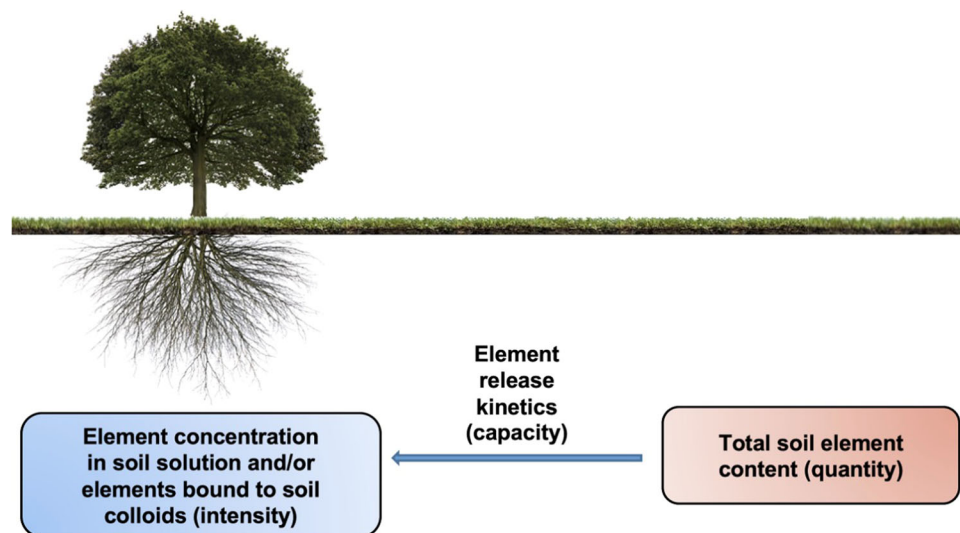 Element
release
kinetics
(capacity)
Element concentration
in soil solution and/or
elements bound to soil
colloids (intensity)
Total soil element
content (quantity)